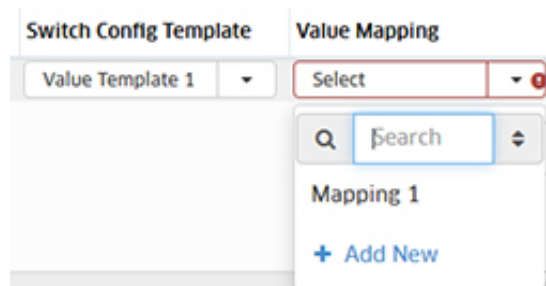 Switch Config Template Value Mapping
Value Template 1 Select
Search
Mapping 1
+ Add New